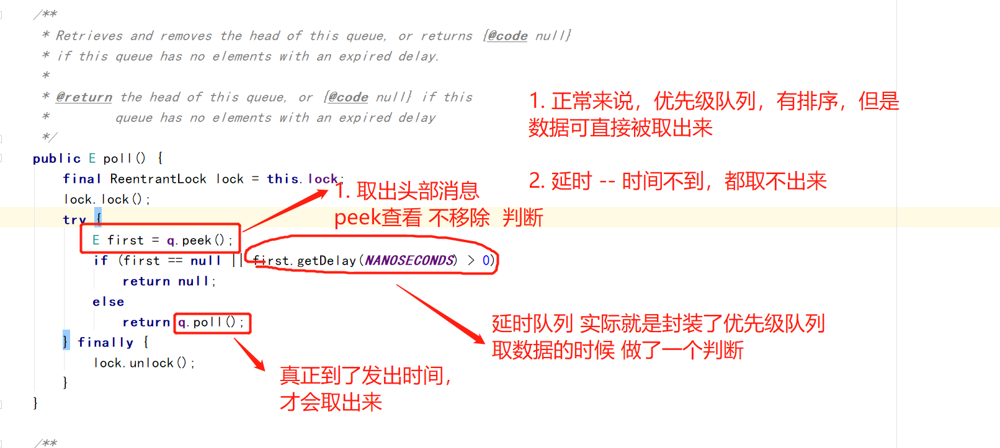 /**
* Retrieves and removes the head of this queue, or returns {@code null}
* if this queue has no elements with an expired delay.
*
* @return the head of this queue, or {@code null} if this
* queue has no elements with an expired delay
*/
1. 正常来说，优先级队列，有排序，但是
数据可直接被取出来
public E poll() {
final ReentrantLock lock = this.lock;
2. 延时 -- 时间不到，都取不出来
1. 取出头部消息
lock.lock();
peek查看 不移除 判断
try {
E first = q.peek();
if (first == null || first.getDelay(NANOSECONDS) > 0)
return null;
else
return q.poll();
延时队列 实际就是封装了优先级队列
取数据的时候 做了一个判断
} finally {
lock.unlock();
真正到了发出时间，
才会取出来
}
}
/**